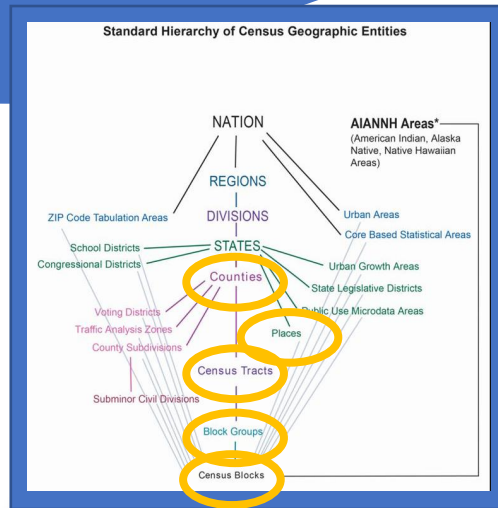 Standard Hierarchy of Census Geographic Entities
NATION
AIANNH Areas*
(American Indian, Alaska
Native, Native Hawaiian
Areas)
REGIONS
ZIP Code Tabulation Areas
DIVISIONS
Urban Areas
Core Based Statistical Areas
School Districts
STATES
Congressional Districts
Urban Growth Areas
Counties
State Legislative Districts
Voting Districts
Public Use Microdata Areas
Traffic Analysis Zones
Places
County Subdivisions
Census Tracts
Subminor Civil Divisions
Block Groups
Census Blocks